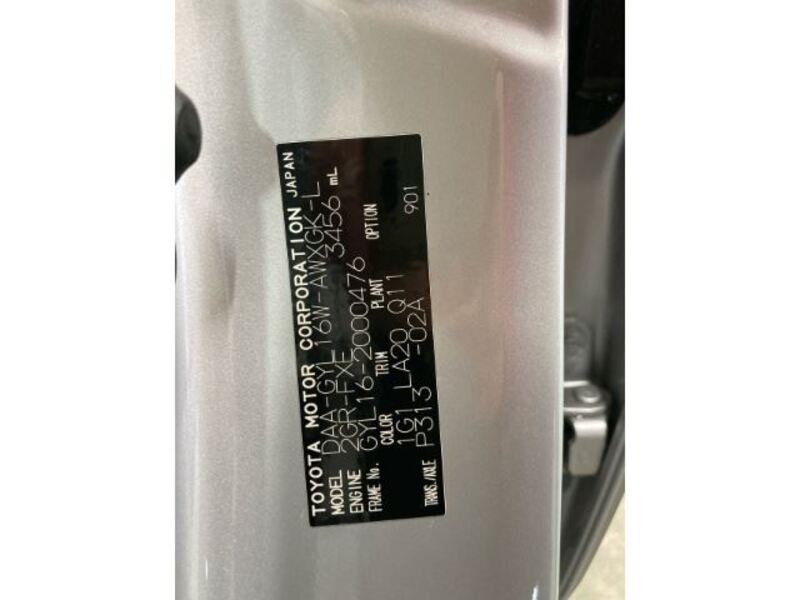 TOYOTA MOTOR CORPORATION JAPAN
MODEL DAA-GYL16W-AWXGK-L
ENGINE 2GR-FXE 3456 mL
FRAME No. GYL16-2000476
COLOR TRIM PLANT OPTION
1G1 LA20 Q11 901
TRANS./AXLE P313 -02A